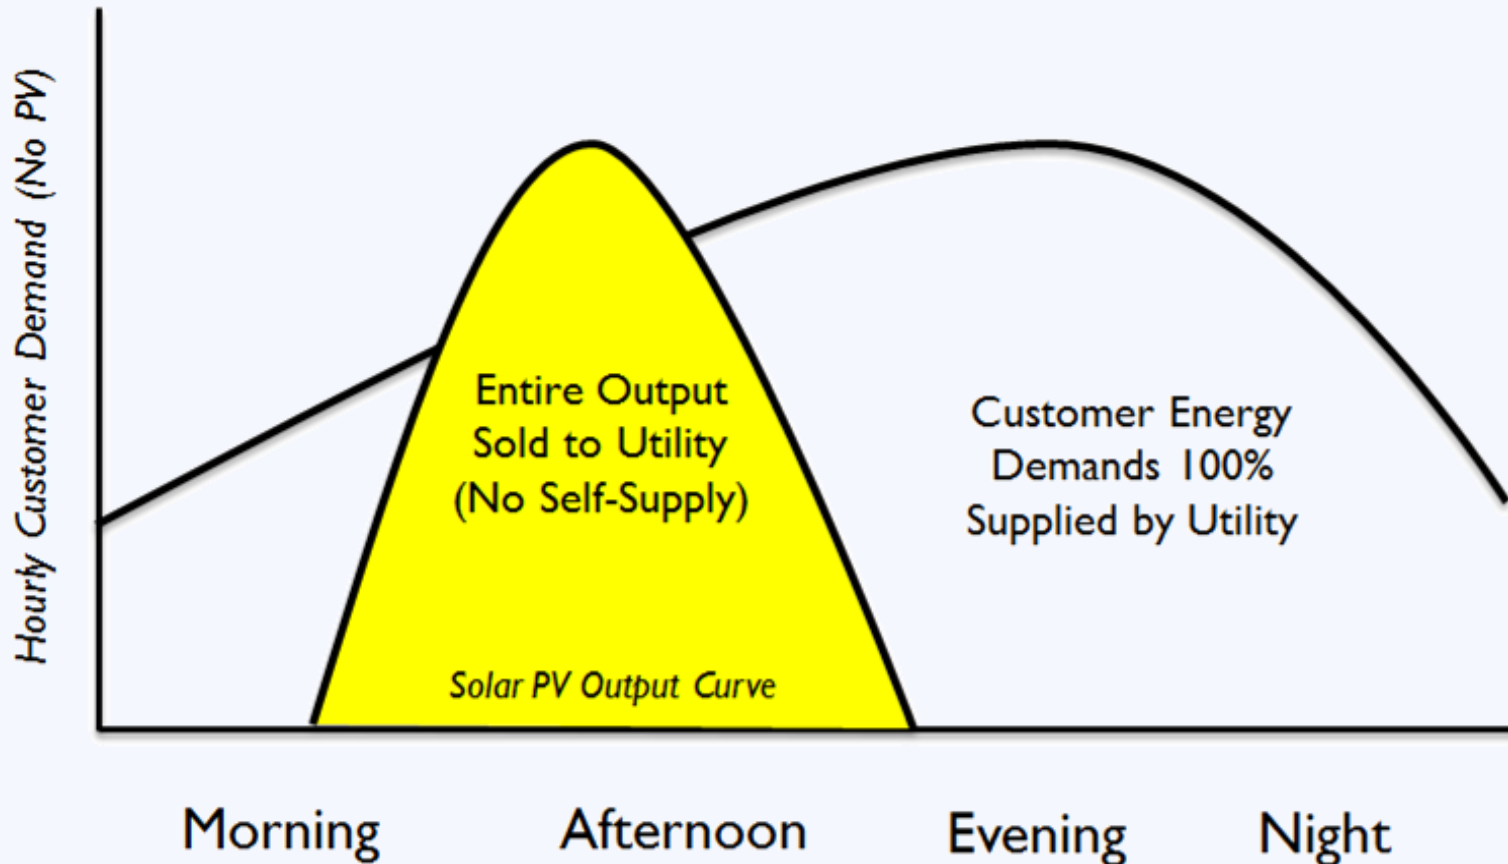 Hourly Customer Demand (No PV)
Entire Output
Sold to Utility
(No Self-Supply)
Solar PV Output Curve
Customer Energy
Demands 100%
Supplied by Utility
Morning
Afternoon
Evening
Night